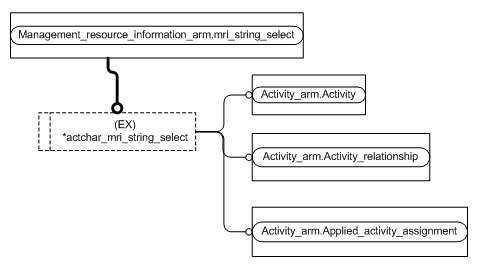 Management_resource_information_arm.mri_string_select
Activity_arm.Activity
(EX)
*actchar_mri_string_select
Activity_arm.Activity_relationship
Activity_arm.Applied_activity_assignment